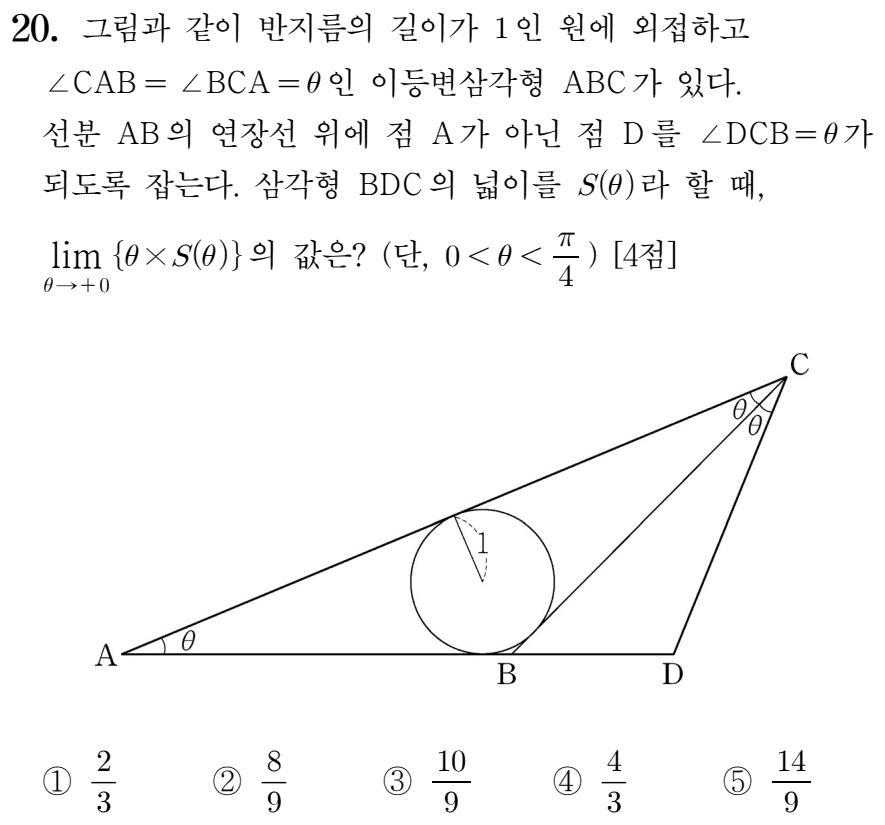 20. 그림과 같이 반지름의 길이가 1인 원에 외접하고
∠CAB = ∠BCA = θ인 이등변삼각형 ABC가 있다.
선분 AB의 연장선 위에 점 A가 아닌 점 D를 ∠DCB=θ가
되도록 잡는다. 삼각형 BDC의 넓이를 S(θ)라 할 때,
lim_{θ→+0} {θ×S(θ)}의 값은? (단, 0<θ<π/4) [4점]
C
θ
θ
1
A
θ
B
D
① 2/3 ② 8/9 ③ 10/9 ④ 4/3 ⑤ 14/9